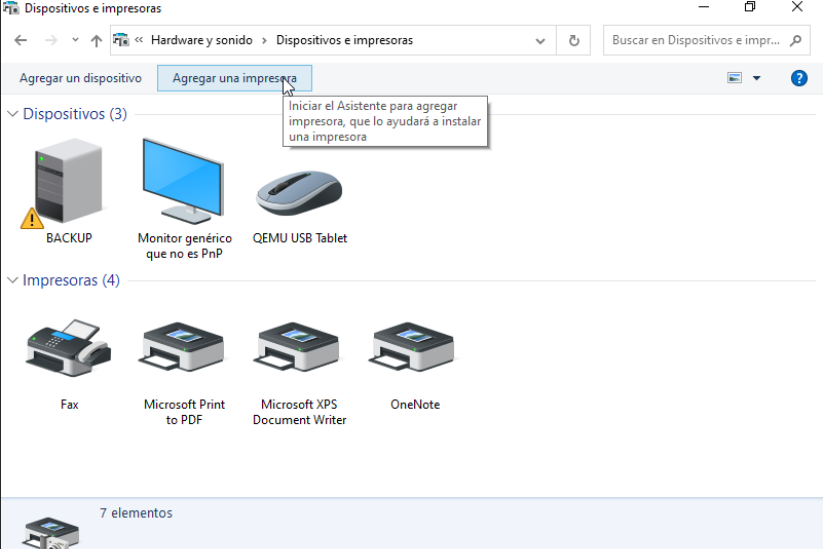 Dispositivos e impresoras
« Hardware y sonido > Dispositivos e impresoras
Buscar en Dispositivos e impr...
Agregar un dispositivo Agregar una impresora
Iniciar el Asistente para agregar
impresora, que lo ayudará a instalar
una impresora
Dispositivos (3)
BACKUP
Monitor genérico
que no es PnP
QEMU USB Tablet
Impresoras (4)
Fax
Microsoft Print
to PDF
Microsoft XPS
Document Writer
OneNote
7 elementos